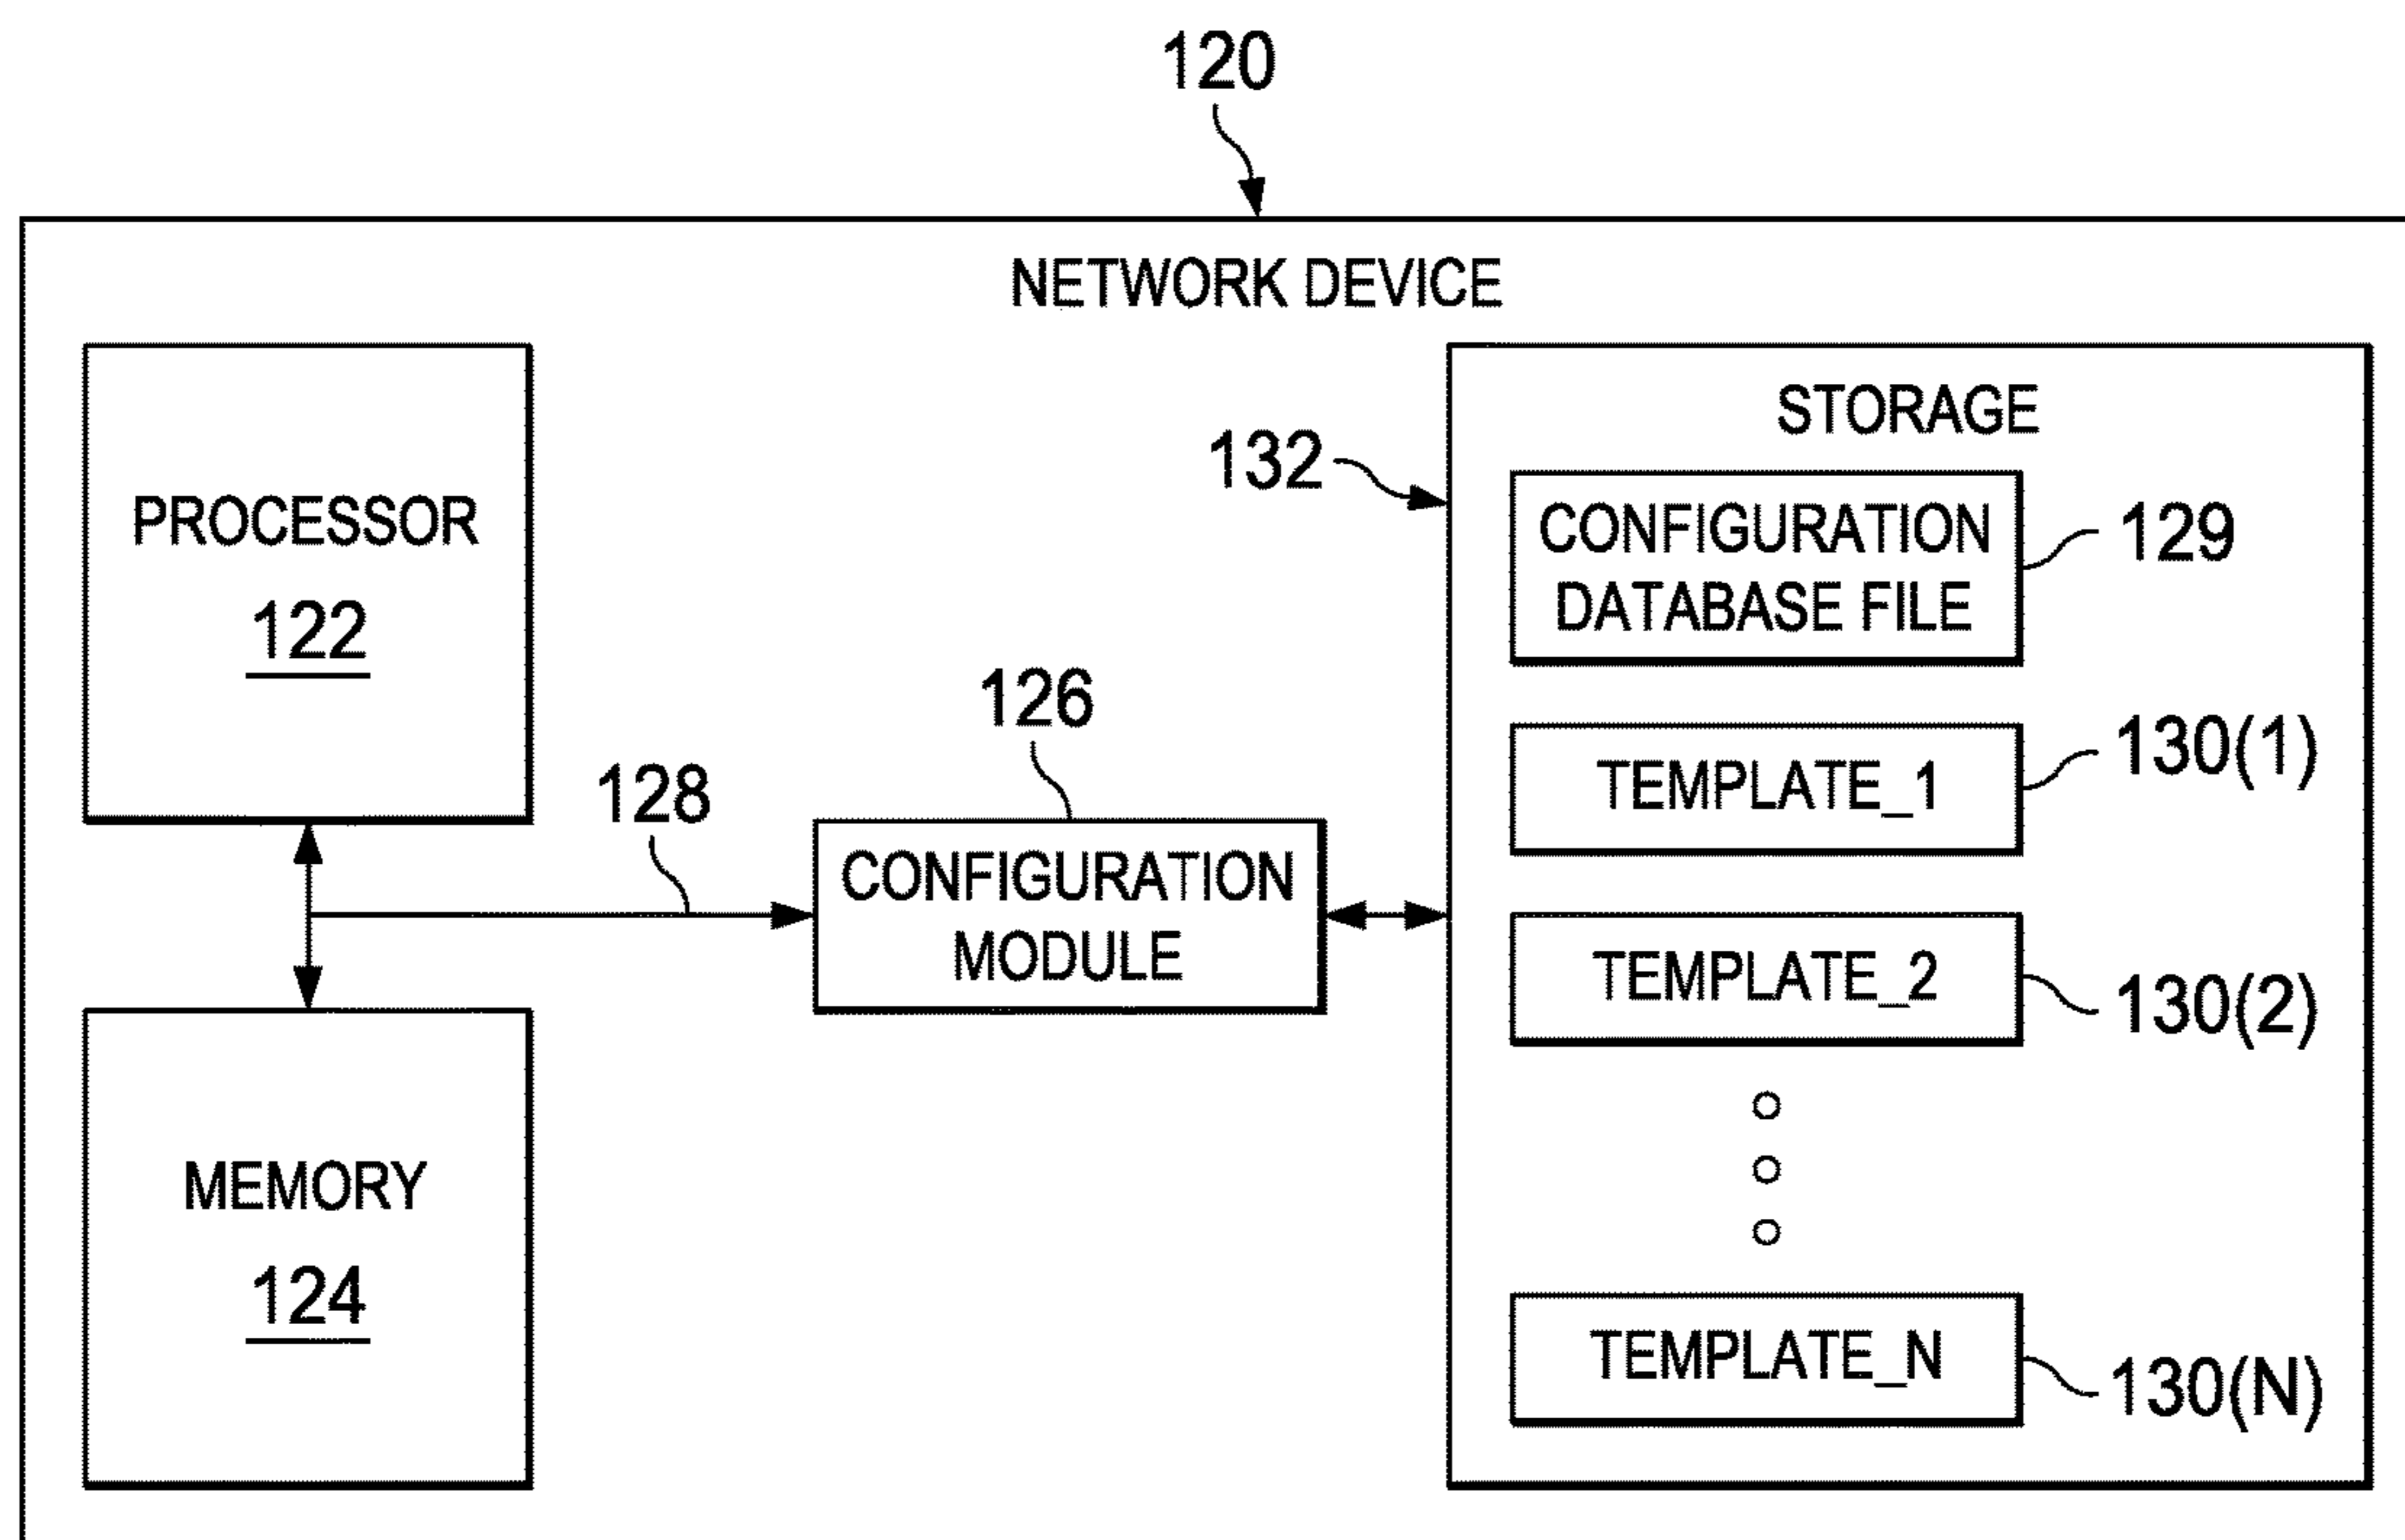 120
NETWORK DEVICE
PROCESSOR
122
MEMORY
124
128
126
CONFIGURATION
MODULE
132
STORAGE
CONFIGURATION
DATABASE FILE
129
TEMPLATE_1
130(1)
TEMPLATE_2
130(2)
TEMPLATE_N
130(N)